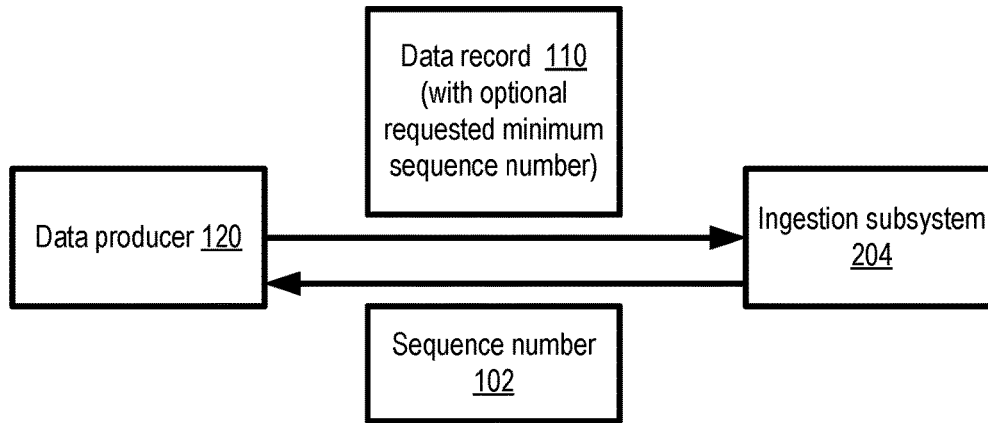 Data record 110
(with optional
requested minimum
sequence number)
Data producer 120
Ingestion subsystem
204
Sequence number
102